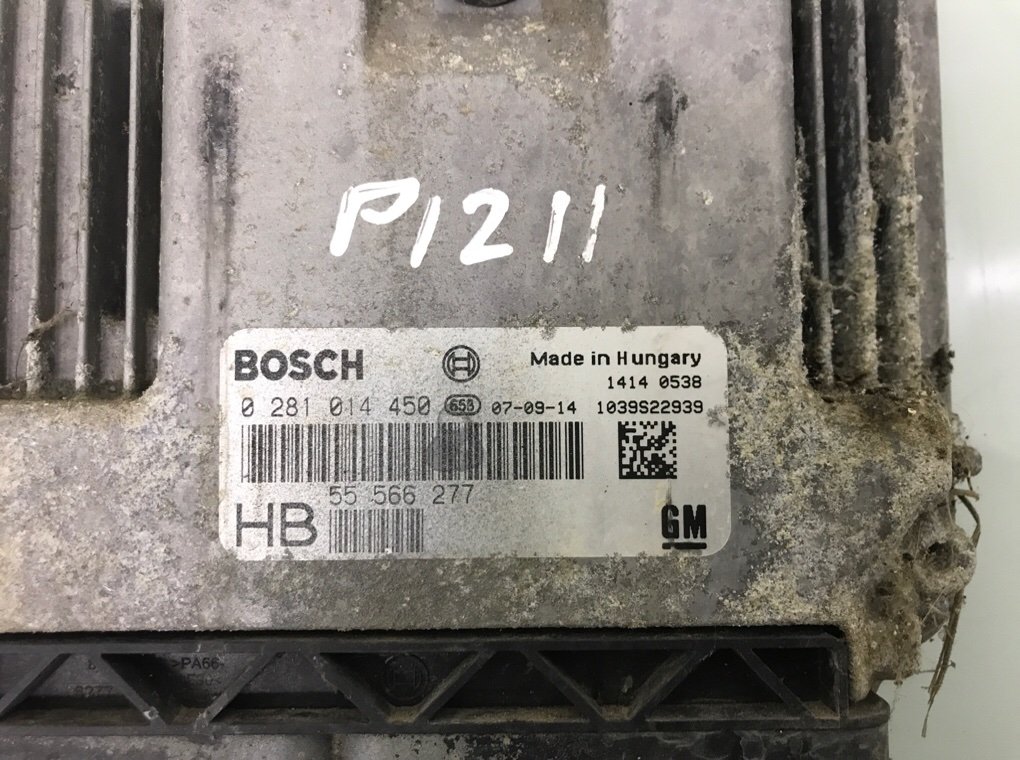 P1211
BOSCH Made in Hungary
1414 0538
0 281 014 450 653 07-09-14 1039S22939
55 566 277
HB GM
>PA66-